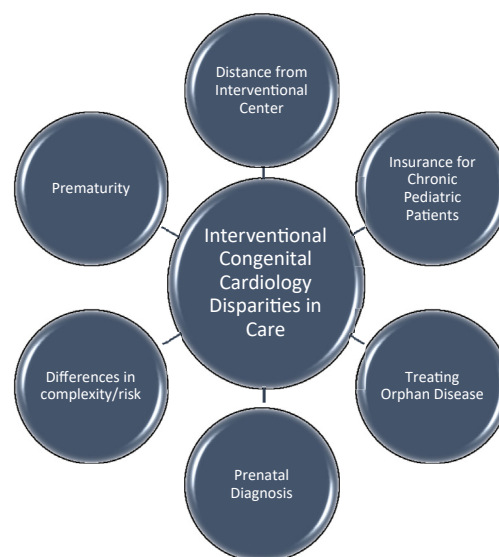 Distance from
Interventional
Center
Insurance for
Chronic
Pediatric
Patients
Prematurity
Interventional
Congenital
Cardiology
Disparities in
Care
Differences in
complexity/risk
Treating
Orphan Disease
Prenatal
Diagnosis